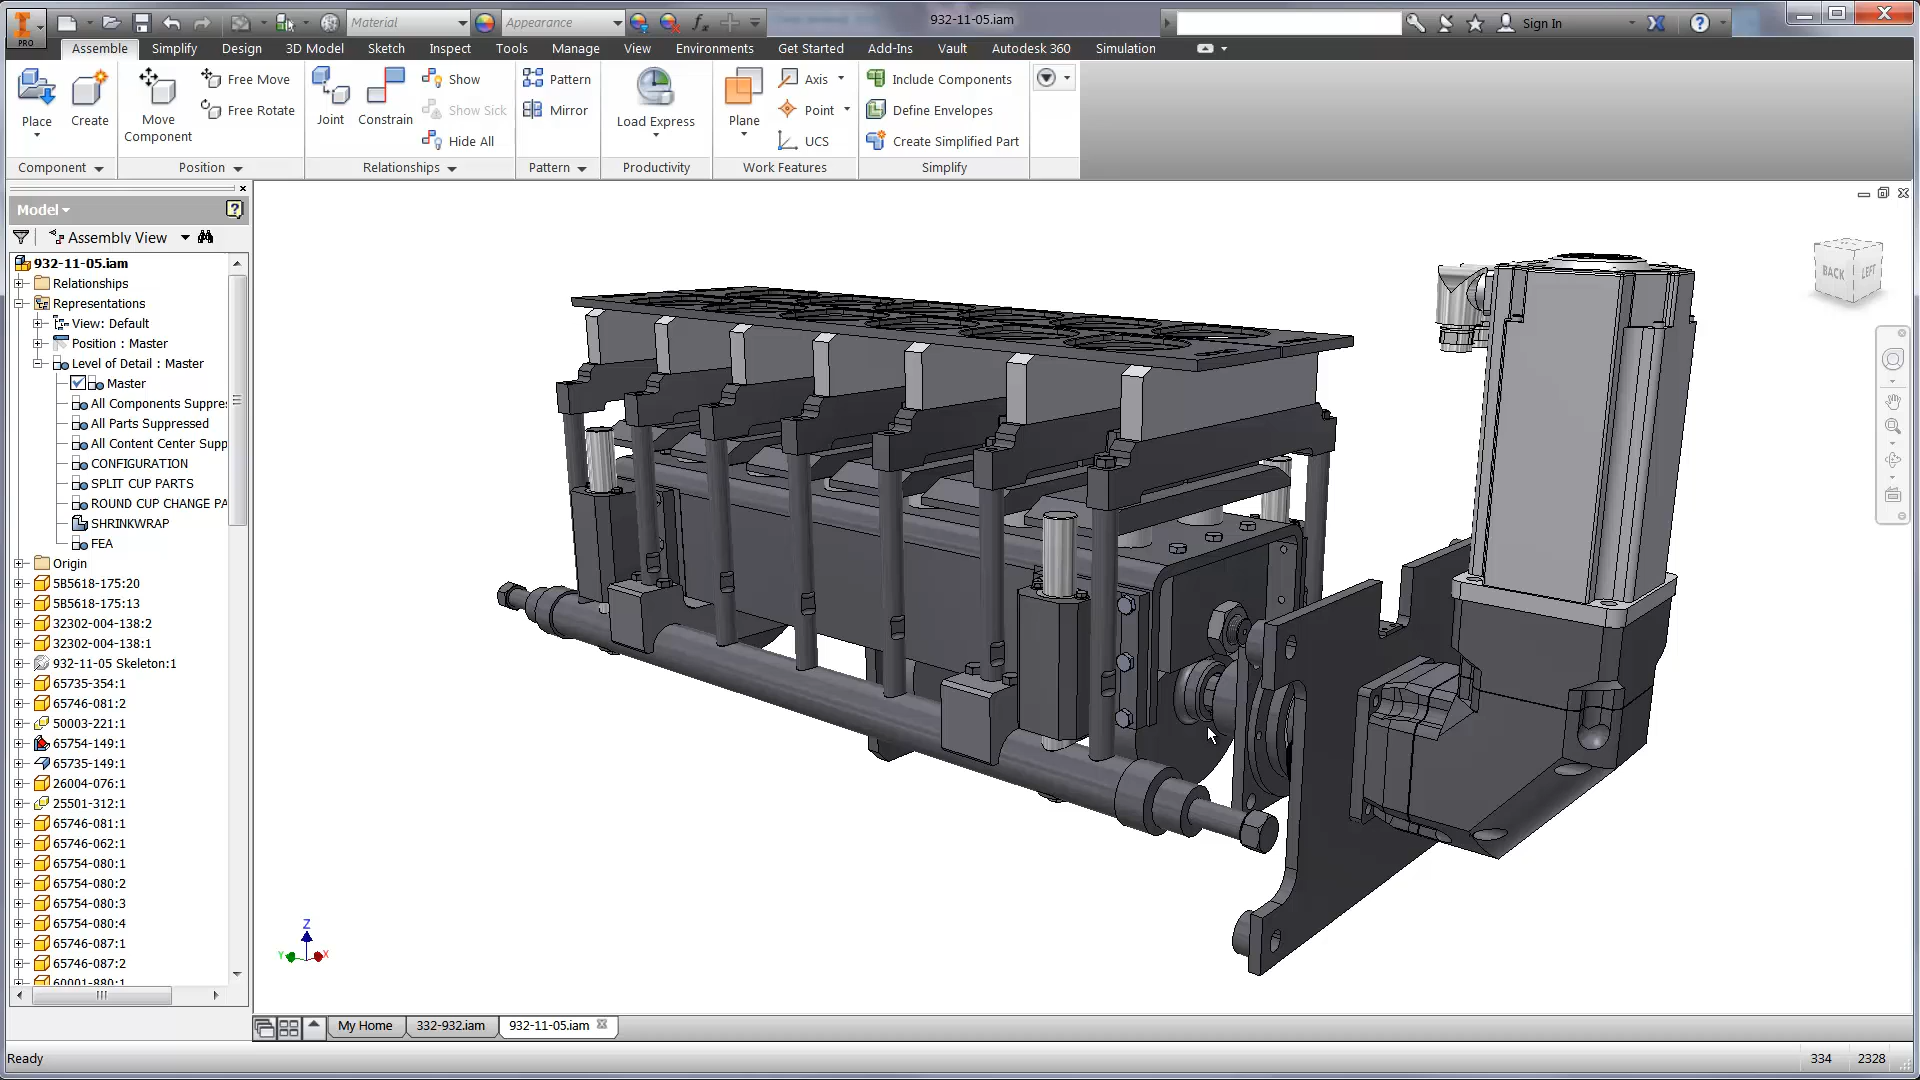 Material
Appearance
932-11-05.iam
Sign In
PRO
Assemble
Simplify
Design
3D Model
Sketch
Inspect
Tools
Manage
View
Environments
Get Started
Add-Ins
Vault
Autodesk 360
Simulation
Place
Create
Move
Component
Free Move
Free Rotate
Joint
Constrain
Show
Show Sick
Hide All
Pattern
Mirror
Load Express
Plane
Axis
Point
UCS
Include Components
Define Envelopes
Create Simplified Part
Component
Position
Relationships
Pattern
Productivity
Work Features
Simplify
Model
Assembly View
932-11-05.iam
Relationships
Representations
View: Default
Position : Master
Level of Detail : Master
Master
All Components Suppres
All Parts Suppressed
All Content Center Supp
CONFIGURATION
SPLIT CUP PARTS
ROUND CUP CHANGE PA
SHRINKWRAP
FEA
Origin
5B5618-175:20
5B5618-175:13
32302-004-138:2
32302-004-138:1
932-11-05 Skeleton:1
65735-354:1
65746-081:2
50003-221:1
65754-149:1
65735-149:1
26004-076:1
25501-312:1
65746-081:1
65746-062:1
65754-080:1
65754-080:2
65754-080:3
65754-080:4
65746-087:1
65746-087:2
60001-880:1
BACK
LEFT
Z
Y
X
My Home
332-932.iam
932-11-05.iam
Ready
334
2328